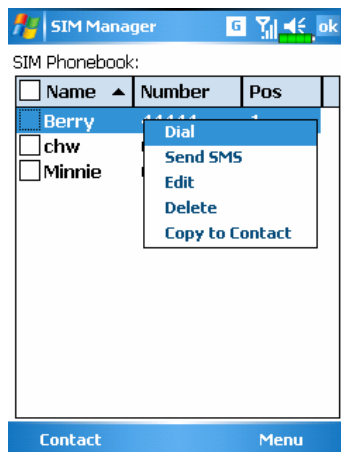 SIM Manager G ok
SIM Phonebook:
Name Number Pos
Berry
Dial
chw
Send SMS
Minnie
Edit
Delete
Copy to Contact
Contact Menu